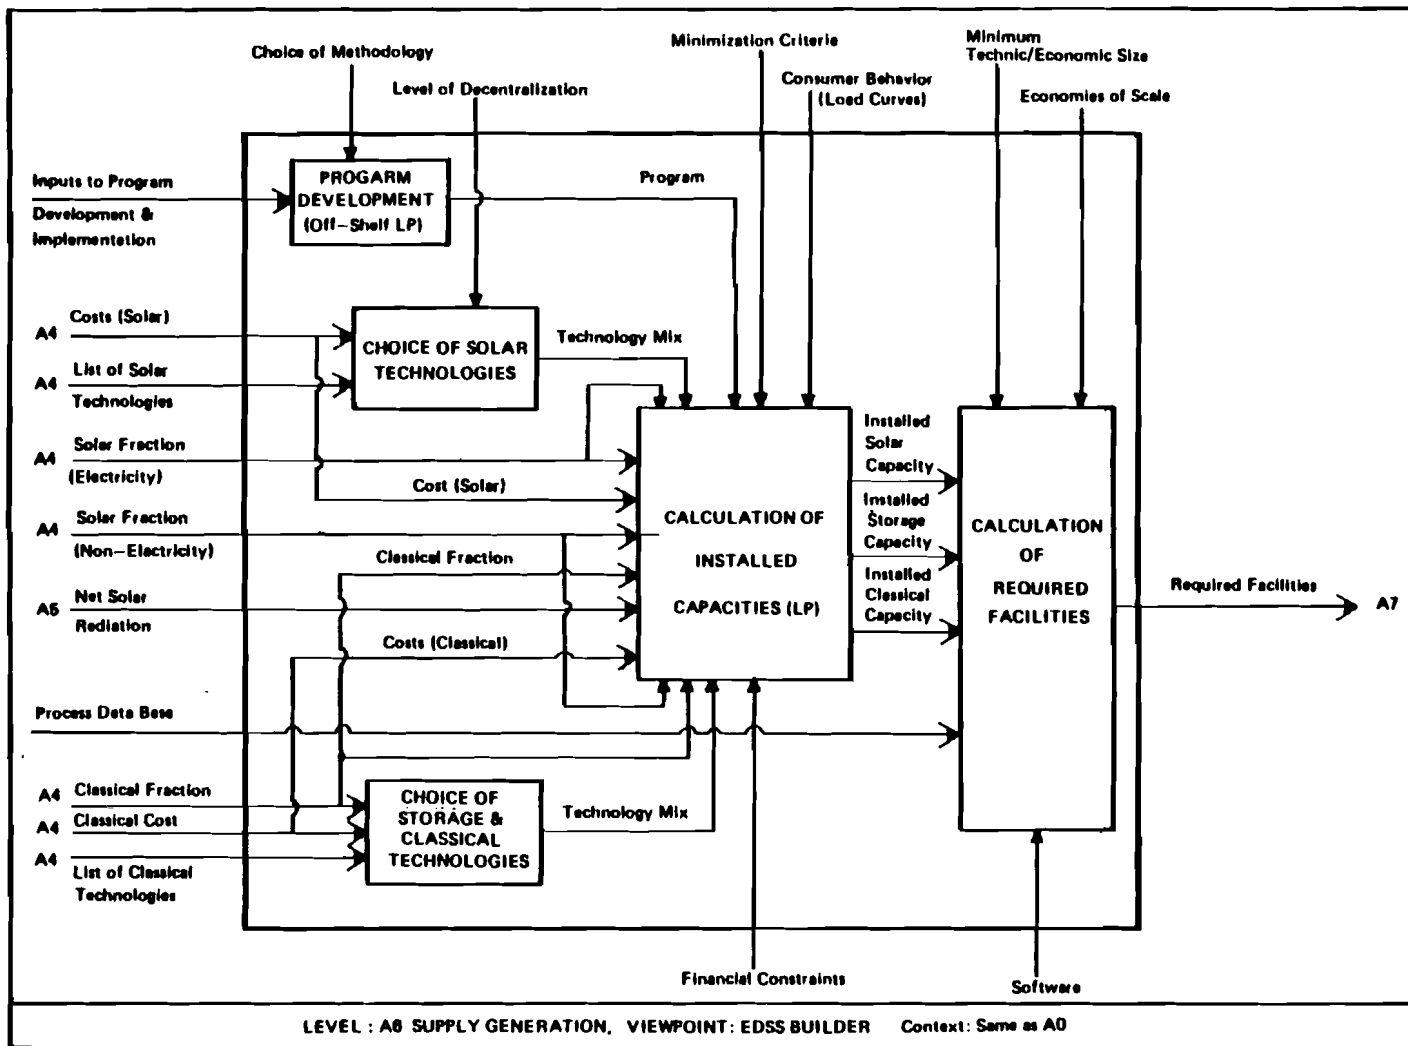 Choice of Methodology
Level of Decentralization
Minimization Criterie
Consumer Behavior
(Load Curves)
Minimum
Technic/Economic Size
Economies of Scale
Inputs to Program
Development &
Implementation
PROGARM
DEVELOPMENT
(Off-Shelf LP)
Program
A4 Costs (Solar)
A4 List of Solar
Technologies
CHOICE OF SOLAR
TECHNOLOGIES
Technology Mix
A4 Solar Fraction
(Electricity)
Cost (Solar)
A4 Solar Fraction
(Non-Electricity)
Classical Fraction
A5 Net Solar
Radiation
Costs (Classical)
CALCULATION OF
INSTALLED
CAPACITIES (LP)
Installed
Solar
Capacity
Installed
Storage
Capacity
Installed
Classical
Capacity
CALCULATION
OF
REQUIRED
FACILITIES
Required Facilities
A7
Process Data Base
A4 Classical Fraction
A4 Classical Cost
A4 List of Classical
Technologies
CHOICE OF
STORAGE &
CLASSICAL
TECHNOLOGIES
Technology Mix
Financial Constraints
Software
LEVEL : A6 SUPPLY GENERATION, VIEWPOINT: EDSS BUILDER Context: Same as A0